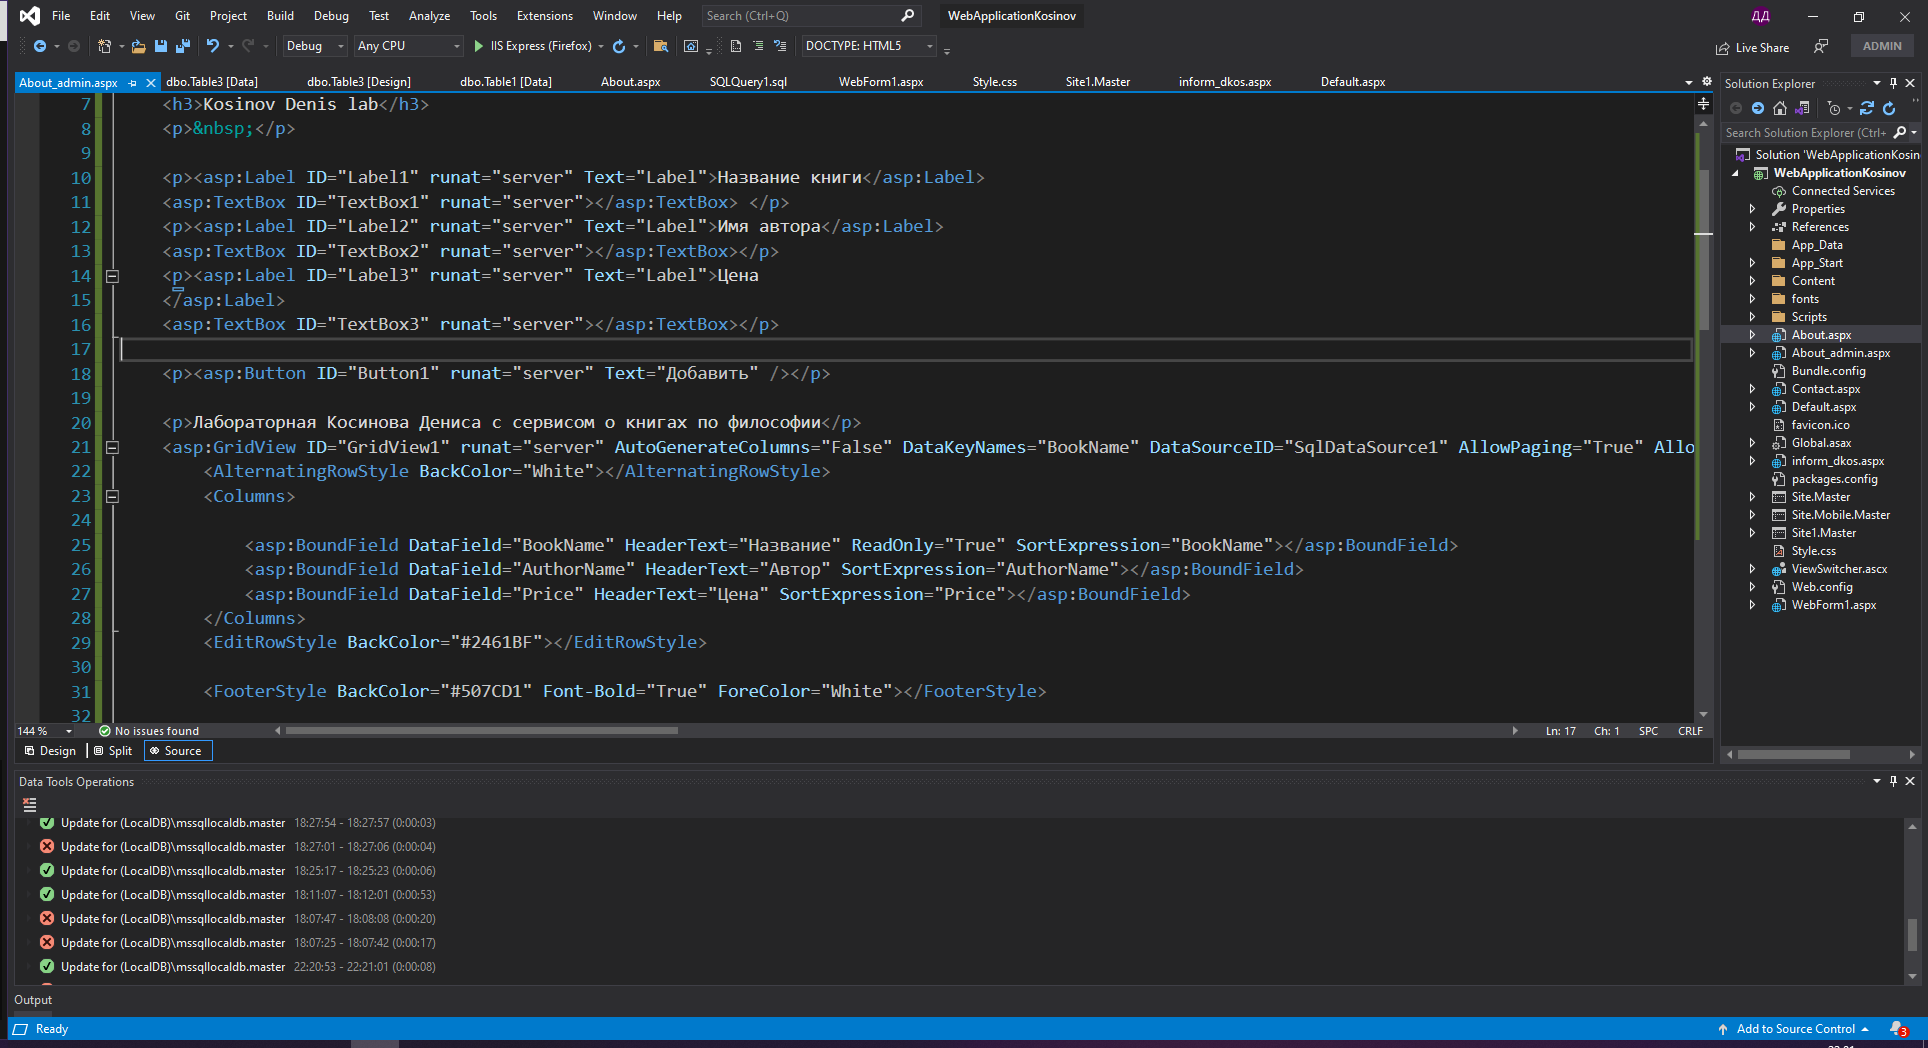 File Edit View Git Project Build Debug Test Analyze Tools Extensions Window Help Search (Ctrl+Q) WebApplicationKosinov ДД
Debug Any CPU IIS Express (Firefox) DOCTYPE: HTML5 Live Share ADMIN
About_admin.aspx dbo.Table3 [Data] dbo.Table3 [Design] dbo.Table1 [Data] About.aspx SQLQuery1.sql WebForm1.aspx Style.css Site1.Master inform_dkos.aspx Default.aspx
7 <h3>Kosinov Denis lab</h3>
8 <p>&nbsp;</p>
9
10 <p><asp:Label ID="Label1" runat="server" Text="Label">Название книги</asp:Label>
11 <asp:TextBox ID="TextBox1" runat="server"></asp:TextBox> </p>
12 <p><asp:Label ID="Label2" runat="server" Text="Label">Имя автора</asp:Label>
13 <asp:TextBox ID="TextBox2" runat="server"></asp:TextBox></p>
14 <p><asp:Label ID="Label3" runat="server" Text="Label">Цена
15 </asp:Label>
16 <asp:TextBox ID="TextBox3" runat="server"></asp:TextBox></p>
17
18 <p><asp:Button ID="Button1" runat="server" Text="Добавить" /></p>
19
20 <p>Лабораторная Косинова Дениса с сервисом о книгах по философии</p>
21 <asp:GridView ID="GridView1" runat="server" AutoGenerateColumns="False" DataKeyNames="BookName" DataSourceID="SqlDataSource1" AllowPaging="True" Allo
22 <AlternatingRowStyle BackColor="White"></AlternatingRowStyle>
23 <Columns>
24
25 <asp:BoundField DataField="BookName" HeaderText="Название" ReadOnly="True" SortExpression="BookName"></asp:BoundField>
26 <asp:BoundField DataField="AuthorName" HeaderText="Автор" SortExpression="AuthorName"></asp:BoundField>
27 <asp:BoundField DataField="Price" HeaderText="Цена" SortExpression="Price"></asp:BoundField>
28 </Columns>
29 <EditRowStyle BackColor="#2461BF"></EditRowStyle>
30
31 <FooterStyle BackColor="#507CD1" Font-Bold="True" ForeColor="White"></FooterStyle>
32
144 % No issues found Ln: 17 Ch: 1 SPC CRLF
Design Split Source
Solution Explorer
Search Solution Explorer (Ctrl+
Solution 'WebApplicationKosin
WebApplicationKosinov
Connected Services
Properties
References
App_Data
App_Start
Content
fonts
Scripts
About.aspx
About_admin.aspx
Bundle.config
Contact.aspx
Default.aspx
favicon.ico
Global.asax
inform_dkos.aspx
packages.config
Site.Master
Site.Mobile.Master
Site1.Master
Style.css
ViewSwitcher.ascx
Web.config
WebForm1.aspx
Data Tools Operations
Update for (LocalDB)\mssqllocaldb.master 18:27:54 - 18:27:57 (0:00:03)
Update for (LocalDB)\mssqllocaldb.master 18:27:01 - 18:27:06 (0:00:04)
Update for (LocalDB)\mssqllocaldb.master 18:25:17 - 18:25:23 (0:00:06)
Update for (LocalDB)\mssqllocaldb.master 18:11:07 - 18:12:01 (0:00:53)
Update for (LocalDB)\mssqllocaldb.master 18:07:47 - 18:08:08 (0:00:20)
Update for (LocalDB)\mssqllocaldb.master 18:07:25 - 18:07:42 (0:00:17)
Update for (LocalDB)\mssqllocaldb.master 22:20:53 - 22:21:01 (0:00:08)
Output
Ready Add to Source Control 3